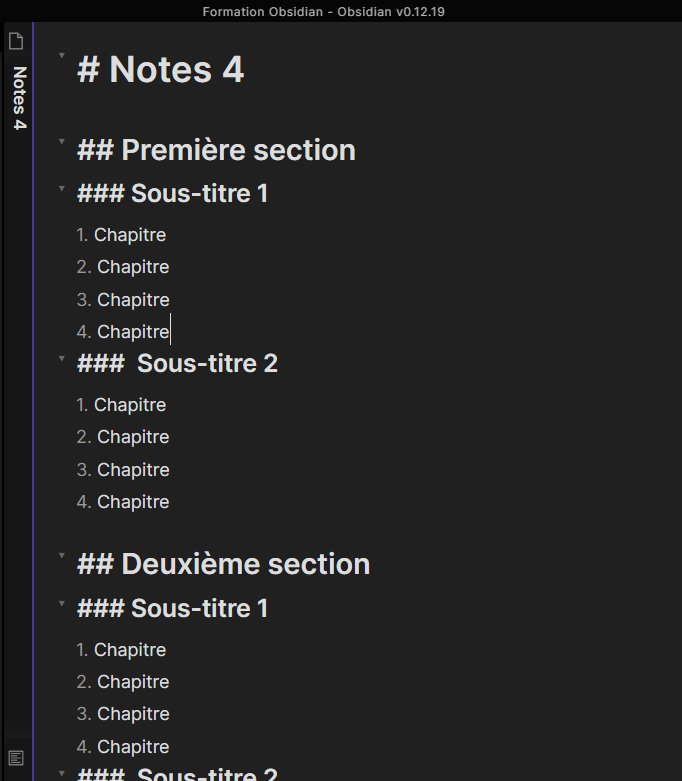 Formation Obsidian - Obsidian v0.12.19
Notes 4
# Notes 4
## Première section
### Sous-titre 1
1. Chapitre
2. Chapitre
3. Chapitre
4. Chapitre
###  Sous-titre 2
1. Chapitre
2. Chapitre
3. Chapitre
4. Chapitre
## Deuxième section
### Sous-titre 1
1. Chapitre
2. Chapitre
3. Chapitre
4. Chapitre
###  Sous-titre 2